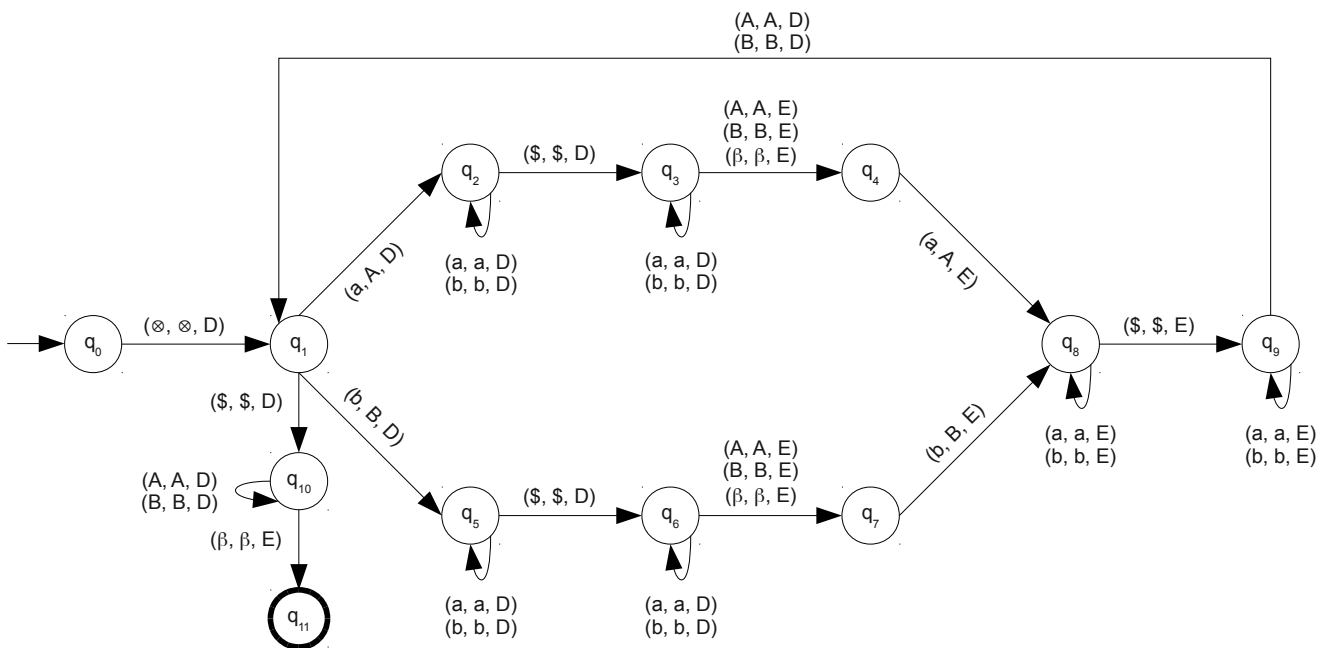 (A, A, D)
(B, B, D)
(A, A, E)
(B, B, E)
(β, β, E)
q₂
($, $, D)
q₃
q₄
(a, A, D)
(a, a, D)
(b, b, D)
(a, a, D)
(b, b, D)
(a, A, E)
q₀
(⊗, ⊗, D)
q₁
q₈
($, $, E)
q₉
($, $, D)
(b, B, D)
(b, B, E)
(a, a, E)
(b, b, E)
(a, a, E)
(b, b, E)
(A, A, D)
(B, B, D)
q₁₀
(A, A, E)
(B, B, E)
(β, β, E)
q₅
($, $, D)
q₆
q₇
(β, β, E)
(a, a, D)
(b, b, D)
(a, a, D)
(b, b, D)
q₁₁